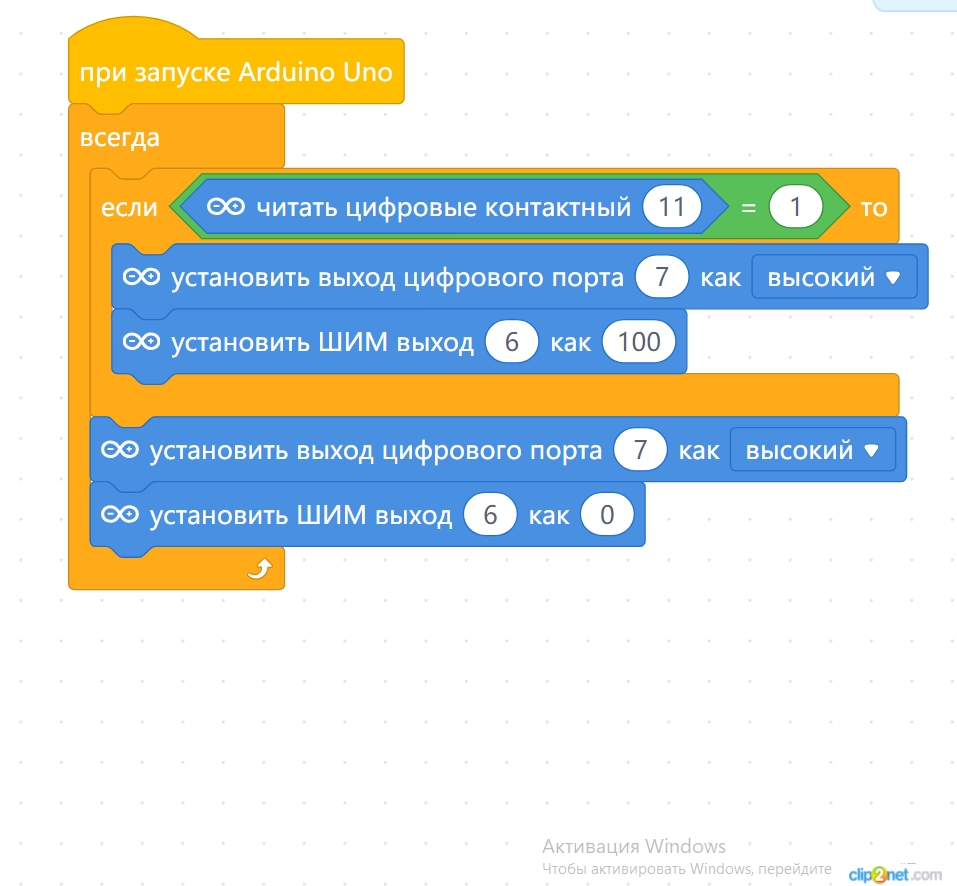 при запуске Arduino Uno
всегда
если читать цифровые контактный 11 = 1 то
установить выход цифрового порта 7 как высокий
установить ШИМ выход 6 как 100
установить выход цифрового порта 7 как высокий
установить ШИМ выход 6 как 0
Активация Windows
Чтобы активировать Windows, перейдите
clip2net.com